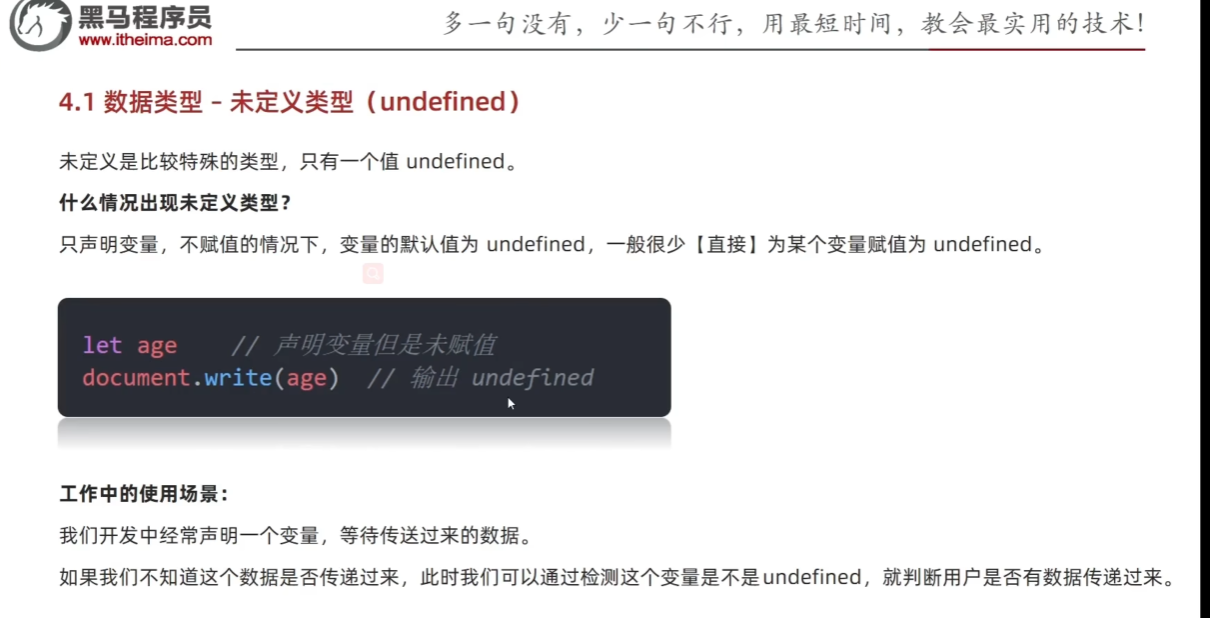 黑马程序员
www.itheima.com
多一句没有，少一句不行，用最短时间，教会最实用的技术！
4.1 数据类型 – 未定义类型（undefined）
未定义是比较特殊的类型，只有一个值 undefined。
什么情况出现未定义类型？
只声明变量，不赋值的情况下，变量的默认值为 undefined，一般很少【直接】为某个变量赋值为 undefined。
let age // 声明变量但是未赋值
document.write(age) // 输出 undefined
工作中的使用场景：
我们开发中经常声明一个变量，等待传送过来的数据。
如果我们不知道这个数据是否传递过来，此时我们可以通过检测这个变量是不是undefined，就判断用户是否有数据传递过来。